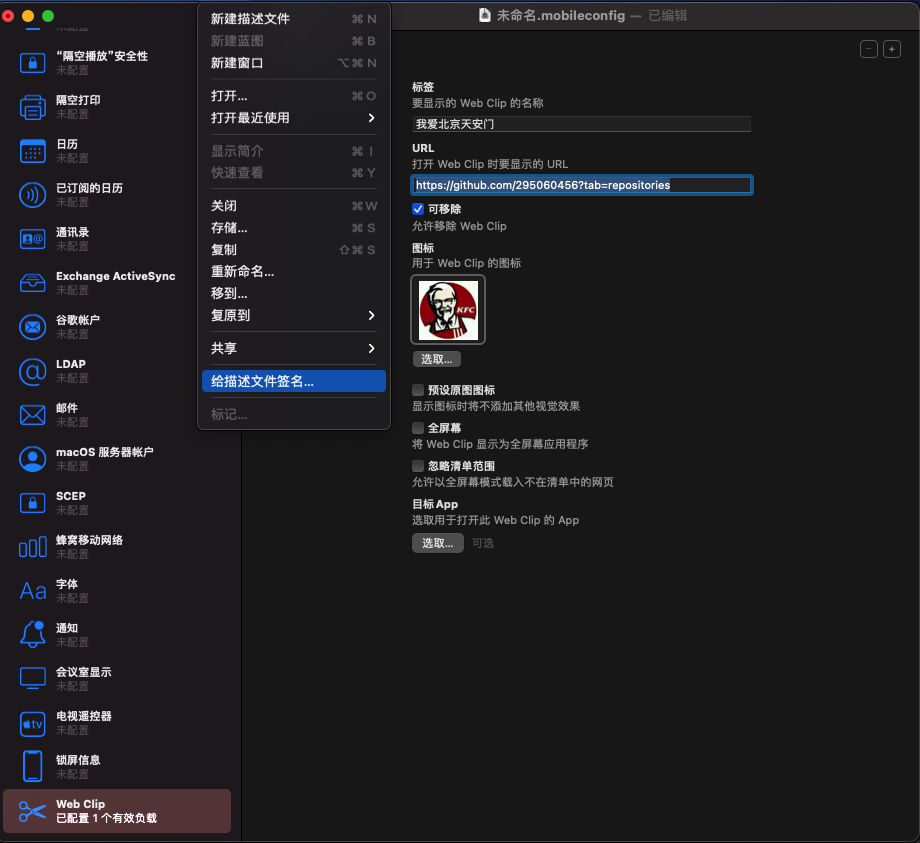 未命名.mobileconfig — 已编辑
未配置
“隔空播放”安全性
未配置
隔空打印
未配置
日历
未配置
已订阅的日历
未配置
通讯录
未配置
Exchange ActiveSync
未配置
谷歌帐户
未配置
LDAP
未配置
邮件
未配置
macOS 服务器帐户
未配置
SCEP
未配置
蜂窝移动网络
未配置
字体
未配置
通知
未配置
会议室显示
未配置
电视遥控器
未配置
锁屏信息
未配置
Web Clip
已配置 1 个有效负载
新建描述文件 ⌘ N
新建蓝图 ⌘ B
新建窗口 ⌥⌘ N
打开... ⌘ O
打开最近使用
显示简介 ⌘ I
快速查看 ⌘ Y
关闭 ⌘ W
存储... ⌘ S
复制 ⇧⌘ S
重新命名...
移到...
复原到
共享
给描述文件签名...
标记...
标签
要显示的 Web Clip 的名称
我爱北京天安门
URL
打开 Web Clip 时要显示的 URL
https://github.com/295060456?tab=repositories
可移除
允许移除 Web Clip
图标
用于 Web Clip 的图标
KFC
选取...
预设原图图标
显示图标时将不添加其他视觉效果
全屏幕
将 Web Clip 显示为全屏幕应用程序
忽略清单范围
允许以全屏幕模式载入不在清单中的网页
目标 App
选取用于打开此 Web Clip 的 App
选取... 可选